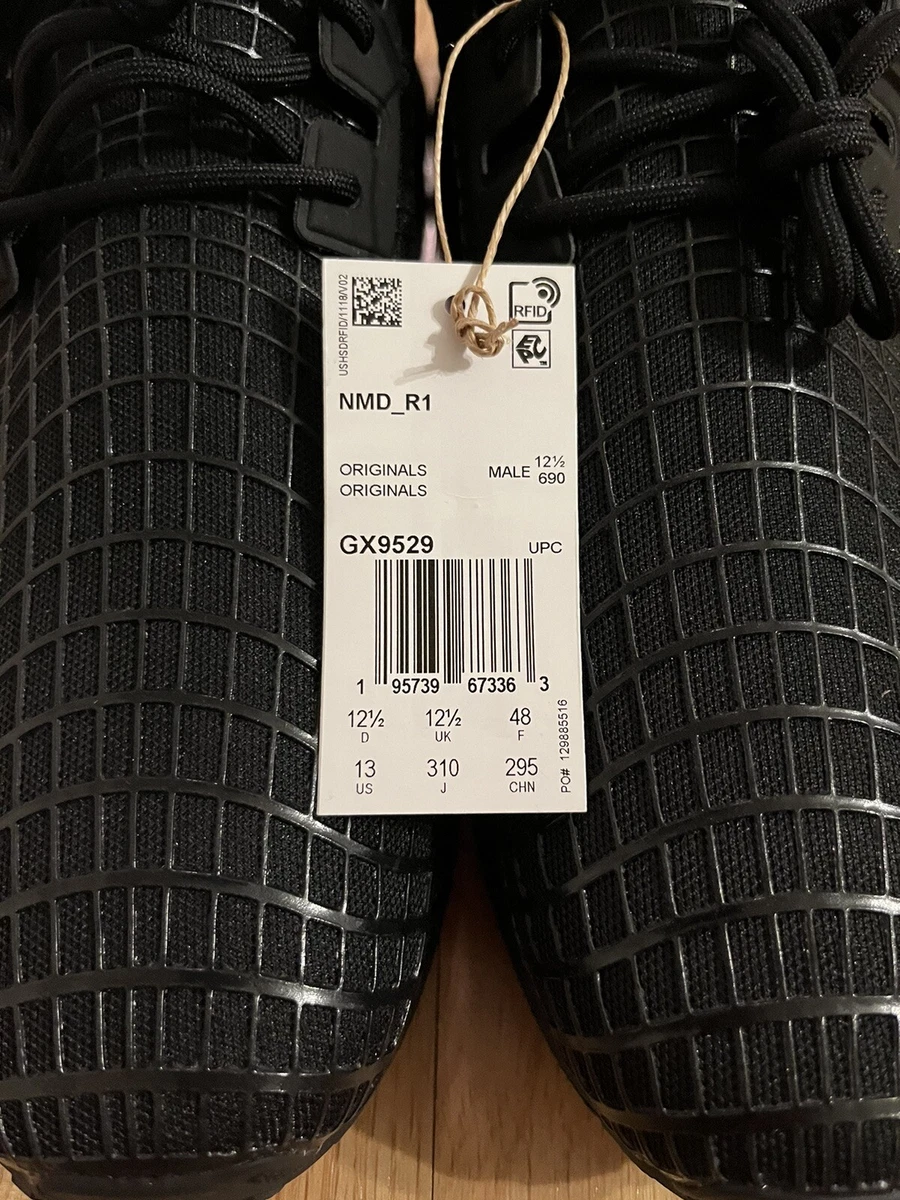 USHSDRFID/1118/V02
RFID
EPC™
NMD_R1
ORIGINALS
ORIGINALS
MALE 12½
690
GX9529 UPC
1 95739 67336 3
12½ 12½ 48
D UK F
13 310 295
US J CHN
PO# 129885516